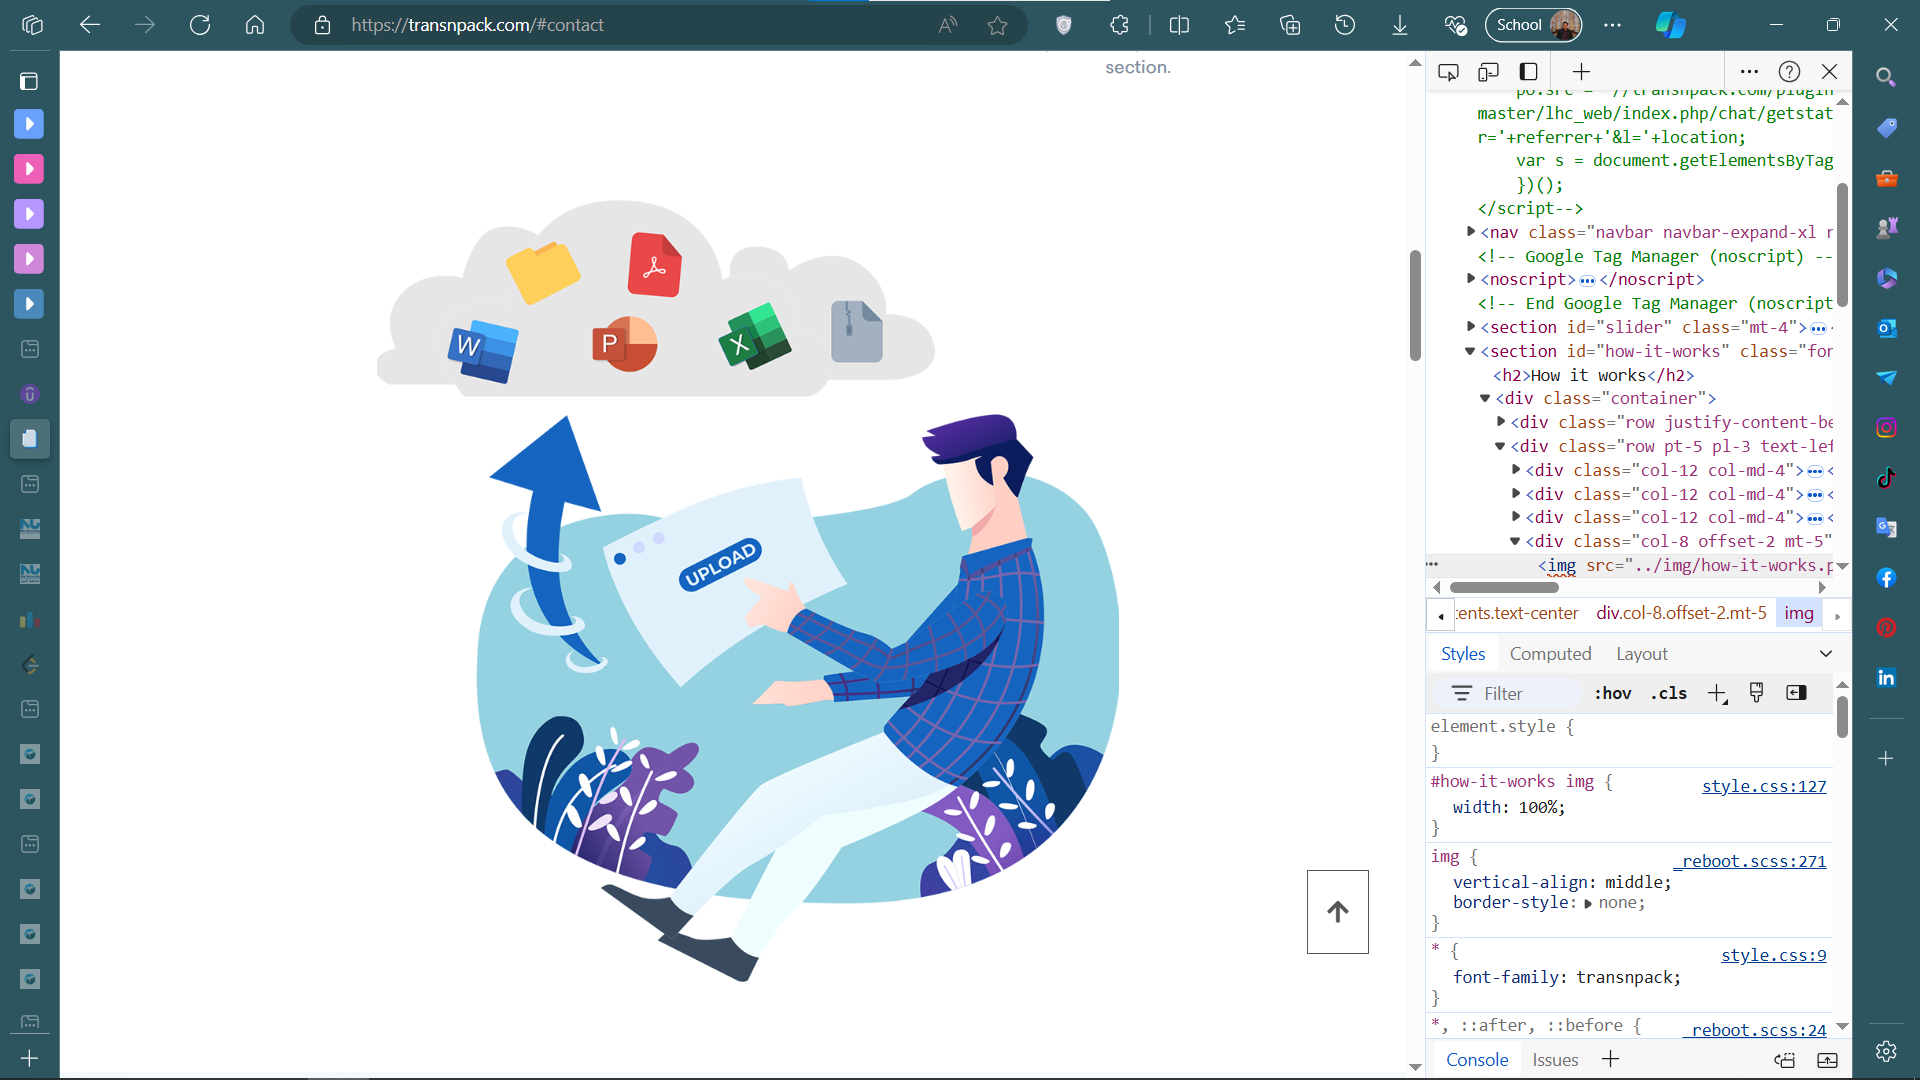 https://transnpack.com/#contact
School
section.
W
P
X
UPLOAD
master/lhc_web/index.php/chat/getstat
r='+referrer+'&l='+location;
var s = document.getElementsByTag
})();
</script-->
<nav class="navbar navbar-expand-xl r
<!-- Google Tag Manager (noscript) --
<noscript>…</noscript>
<!-- End Google Tag Manager (noscript
<section id="slider" class="mt-4">…<
<section id="how-it-works" class="for
<h2>How it works</h2>
<div class="container">
<div class="row justify-content-be
<div class="row pt-5 pl-3 text-lef
<div class="col-12 col-md-4">…<
<div class="col-12 col-md-4">…<
<div class="col-12 col-md-4">…<
<div class="col-8 offset-2 mt-5"
<img src="../img/how-it-works.p
tents.text-center div.col-8.offset-2.mt-5 img
Styles Computed Layout
Filter :hov .cls
element.style {
}
#how-it-works img { style.css:127
width: 100%;
}
img { _reboot.scss:271
vertical-align: middle;
border-style: none;
}
* { style.css:9
font-family: transnpack;
}
*, ::after, ::before { _reboot.scss:24
Console Issues